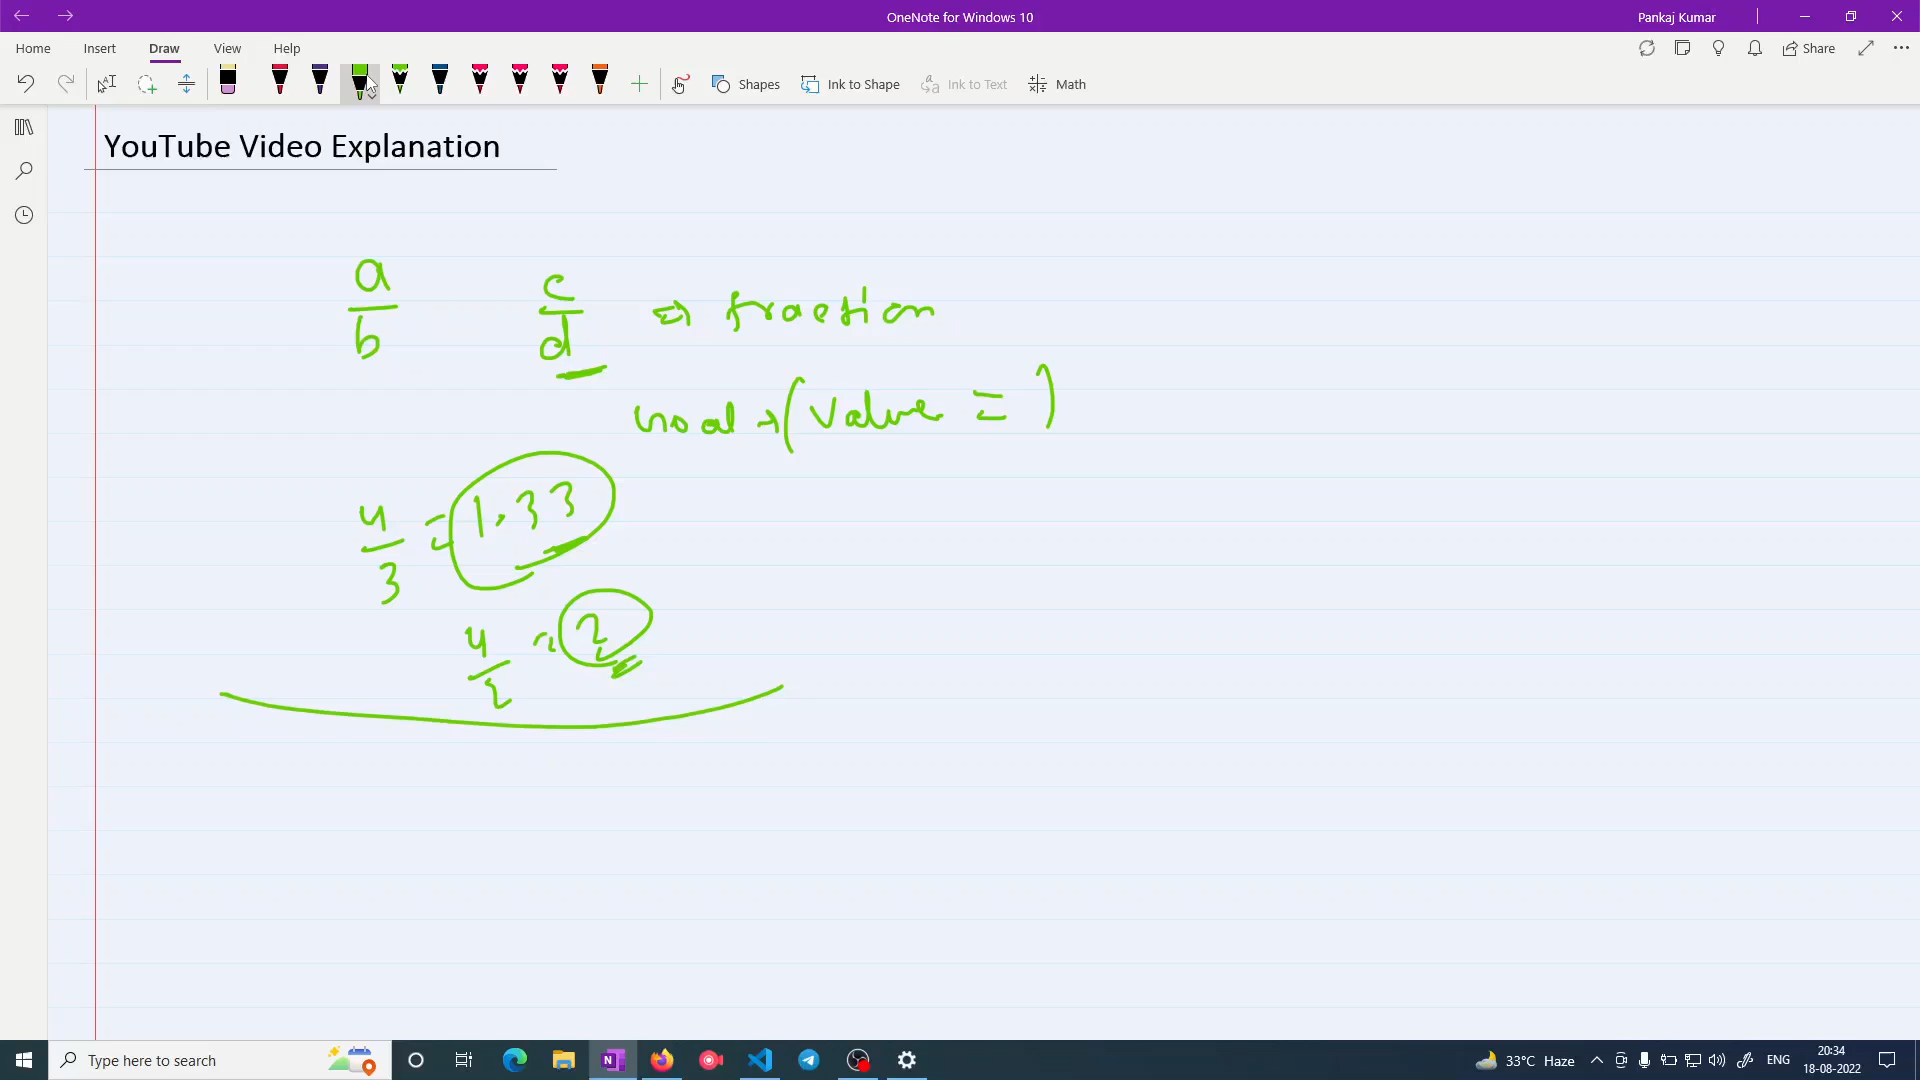 OneNote for Windows 10
Pankaj Kumar
Home Insert Draw View Help
Share
Shapes Ink to Shape Ink to Text Math
YouTube Video Explanation
a/b c/d ⇒ fraction
Goal → (Value = )
4/3 = 1.33
4/2 = 2
Type here to search
33°C Haze
ENG
20:34
18-08-2022